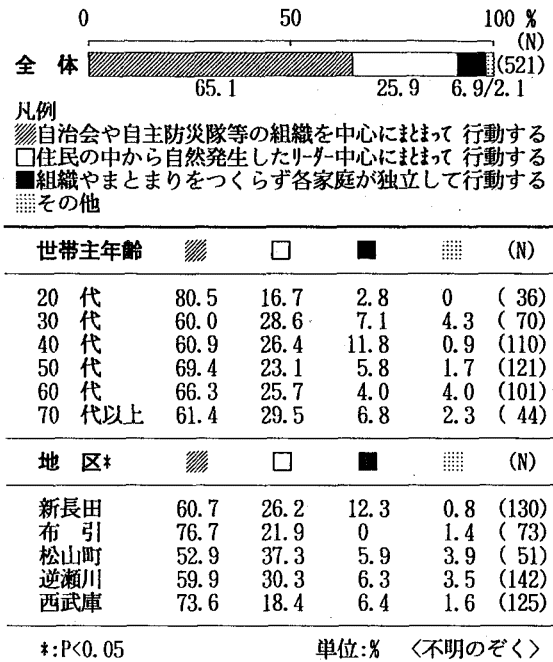 0 50 100 %
(N)
全 体 (521)
65.1 25.9 6.9/2.1
凡例
自治会や自主防災隊等の組織を中心にまとまって 行動する
住民の中から自然発生したリーダー中心にまとまって 行動する
組織やまとまりをつくらず各家庭が独立して行動する
その他
世帯主年齢 (N)
20 代 80.5 16.7 2.8 0 ( 36)
30 代 60.0 28.6 7.1 4.3 ( 70)
40 代 60.9 26.4 11.8 0.9 (110)
50 代 69.4 23.1 5.8 1.7 (121)
60 代 66.3 25.7 4.0 4.0 (101)
70 代以上 61.4 29.5 6.8 2.3 ( 44)
地 区* (N)
新長田 60.7 26.2 12.3 0.8 (130)
布 引 76.7 21.9 0 1.4 ( 73)
松山町 52.9 37.3 5.9 3.9 ( 51)
逆瀬川 59.9 30.3 6.3 3.5 (142)
西武庫 73.6 18.4 6.4 1.6 (125)
*:P<0.05 単位:% 〈不明のぞく〉